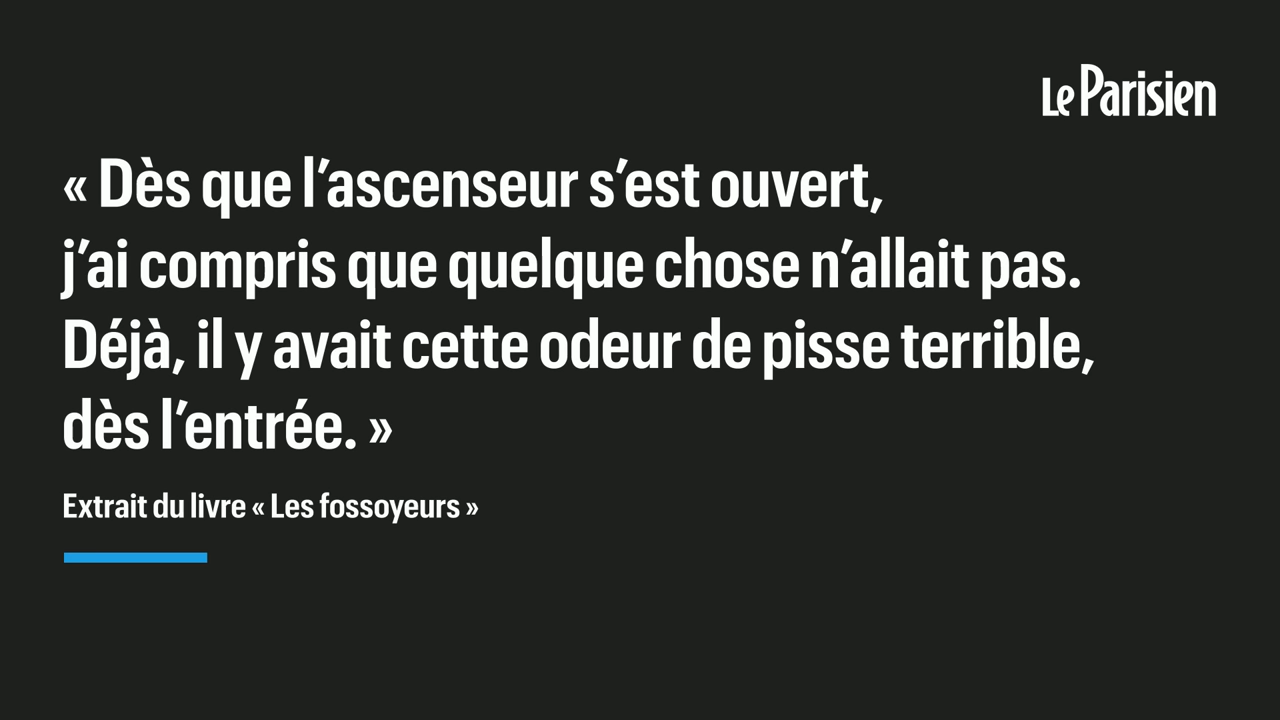 Le Parisien
« Dès que l’ascenseur s’est ouvert,
j’ai compris que quelque chose n’allait pas.
Déjà, il y avait cette odeur de pisse terrible,
dès l’entrée. »
Extrait du livre « Les fossoyeurs »